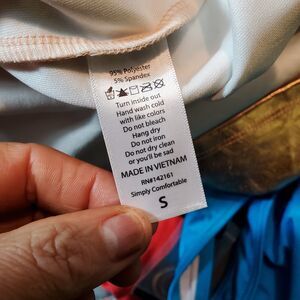 95% Polyester
5% Spandex
Turn inside out
Hand wash cold
with like colors
Do not bleach
Hang dry
Do not iron
Do not dry clean
or you'll be sad
MADE IN VIETNAM
RN#142161
Simply Comfortable
S